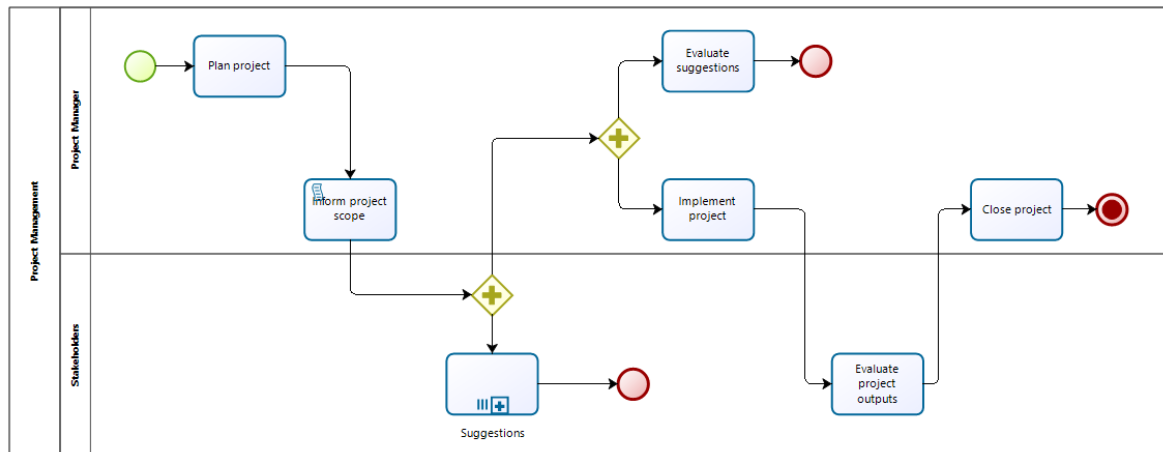 Project Management
Project Manager
Plan project
Inform project
scope
Evaluate
suggestions
Implement
project
Close project
Stakeholders
Suggestions
Evaluate
project
outputs